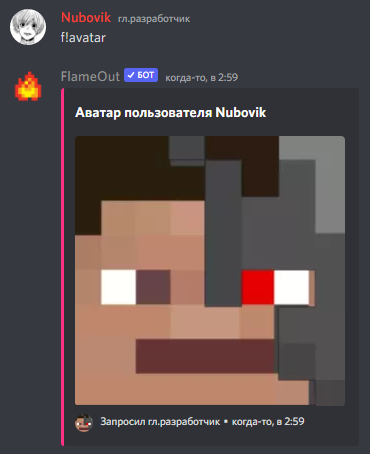 Nubovik гл.разработчик
f!avatar
FlameOut ✓ БОТ когда-то, в 2:59
Аватар пользователя Nubovik
Запросил гл.разработчик • когда-то, в 2:59